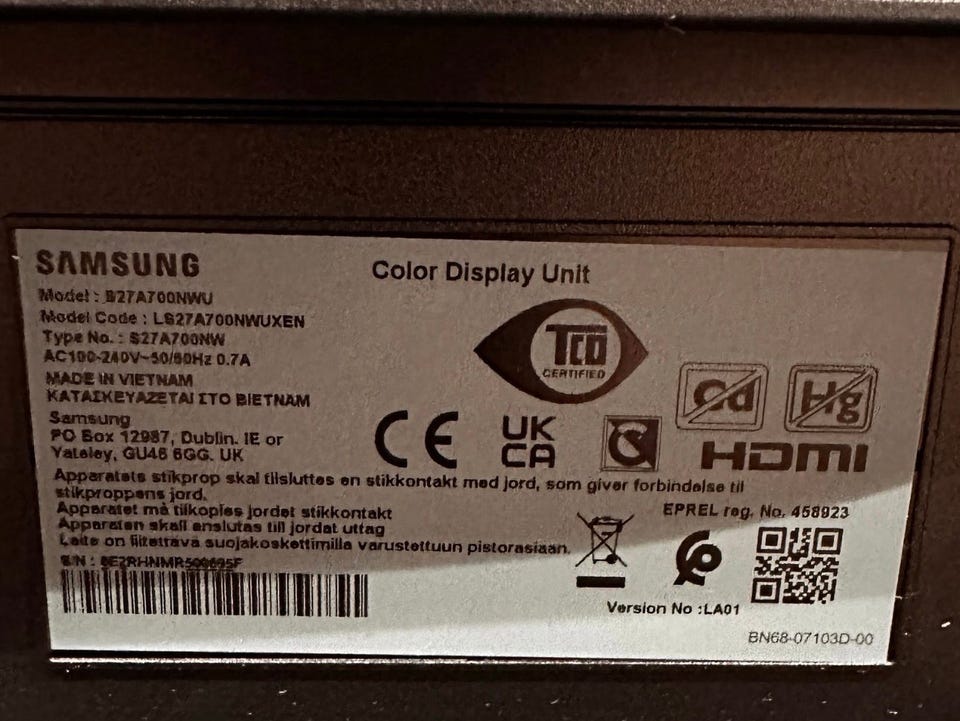 SAMSUNG
Color Display Unit
Model : S27A700NWU
Model Code : LS27A700NWUXEN
Type No. : S27A700NW
AC100-240V~50/60Hz 0.7A
MADE IN VIETNAM
ΚΑΤΑΣΚΕΥΑΖΕΤΑΙ ΣΤΟ ΒΙΕΤΝΑΜ
Samsung
PO Box 12987, Dublin. IE or
Yateley, GU46 6GG. UK
TCO
CERTIFIED
Cd
Hg
CE
UK
CA
HDMI
Apparatets stikprop skal tilsluttes en stikkontakt med jord, som giver forbindelse til
stikproppens jord.
Apparatet må tilkoples jordet stikkontakt
Apparaten skall anslutas till jordat uttag
Laite on liitettävä suojakoskettimilla varustettuun pistorasiaan.
EPREL reg. No. 458923
S/N :
Version No :LA01
BN68-07103D-00